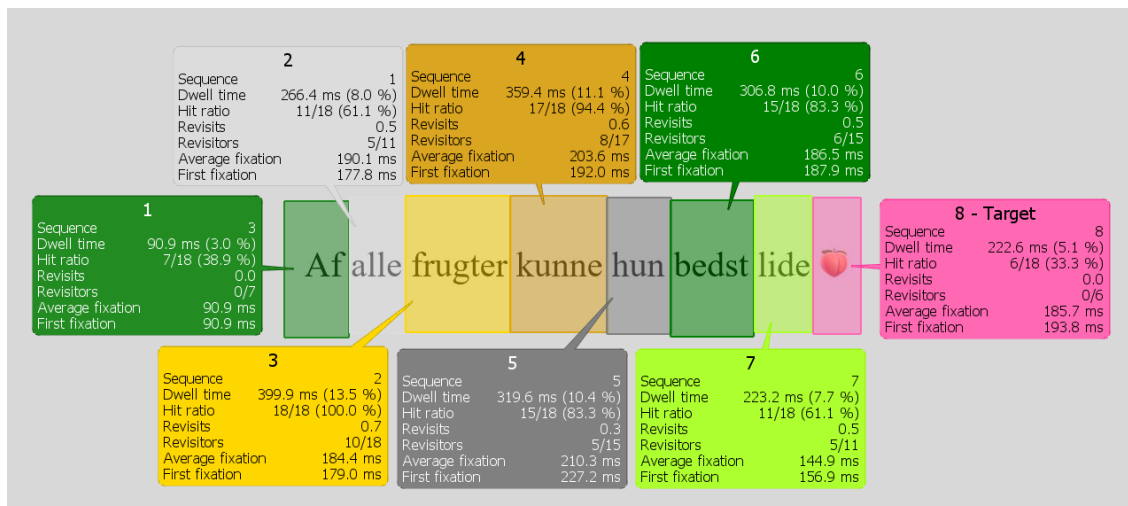 2
Sequence 1
Dwell time 266.4 ms (8.0 %)
Hit ratio 11/18 (61.1 %)
Revisits 0.5
Revisitors 5/11
Average fixation 190.1 ms
First fixation 177.8 ms
4
Sequence 4
Dwell time 359.4 ms (11.1 %)
Hit ratio 17/18 (94.4 %)
Revisits 0.6
Revisitors 8/17
Average fixation 203.6 ms
First fixation 192.0 ms
6
Sequence 6
Dwell time 306.8 ms (10.0 %)
Hit ratio 15/18 (83.3 %)
Revisits 0.5
Revisitors 6/15
Average fixation 186.5 ms
First fixation 187.9 ms
1
Sequence 3
Dwell time 90.9 ms (3.0 %)
Hit ratio 7/18 (38.9 %)
Revisits 0.0
Revisitors 0/7
Average fixation 90.9 ms
First fixation 90.9 ms
Af alle frugter kunne hun bedst lide 🍑
8 - Target
Sequence 8
Dwell time 222.6 ms (5.1 %)
Hit ratio 6/18 (33.3 %)
Revisits 0.0
Revisitors 0/6
Average fixation 185.7 ms
First fixation 193.8 ms
3
Sequence 2
Dwell time 399.9 ms (13.5 %)
Hit ratio 18/18 (100.0 %)
Revisits 0.7
Revisitors 10/18
Average fixation 184.4 ms
First fixation 179.0 ms
5
Sequence 5
Dwell time 319.6 ms (10.4 %)
Hit ratio 15/18 (83.3 %)
Revisits 0.3
Revisitors 5/15
Average fixation 210.3 ms
First fixation 227.2 ms
7
Sequence 7
Dwell time 223.2 ms (7.7 %)
Hit ratio 11/18 (61.1 %)
Revisits 0.5
Revisitors 5/11
Average fixation 144.9 ms
First fixation 156.9 ms